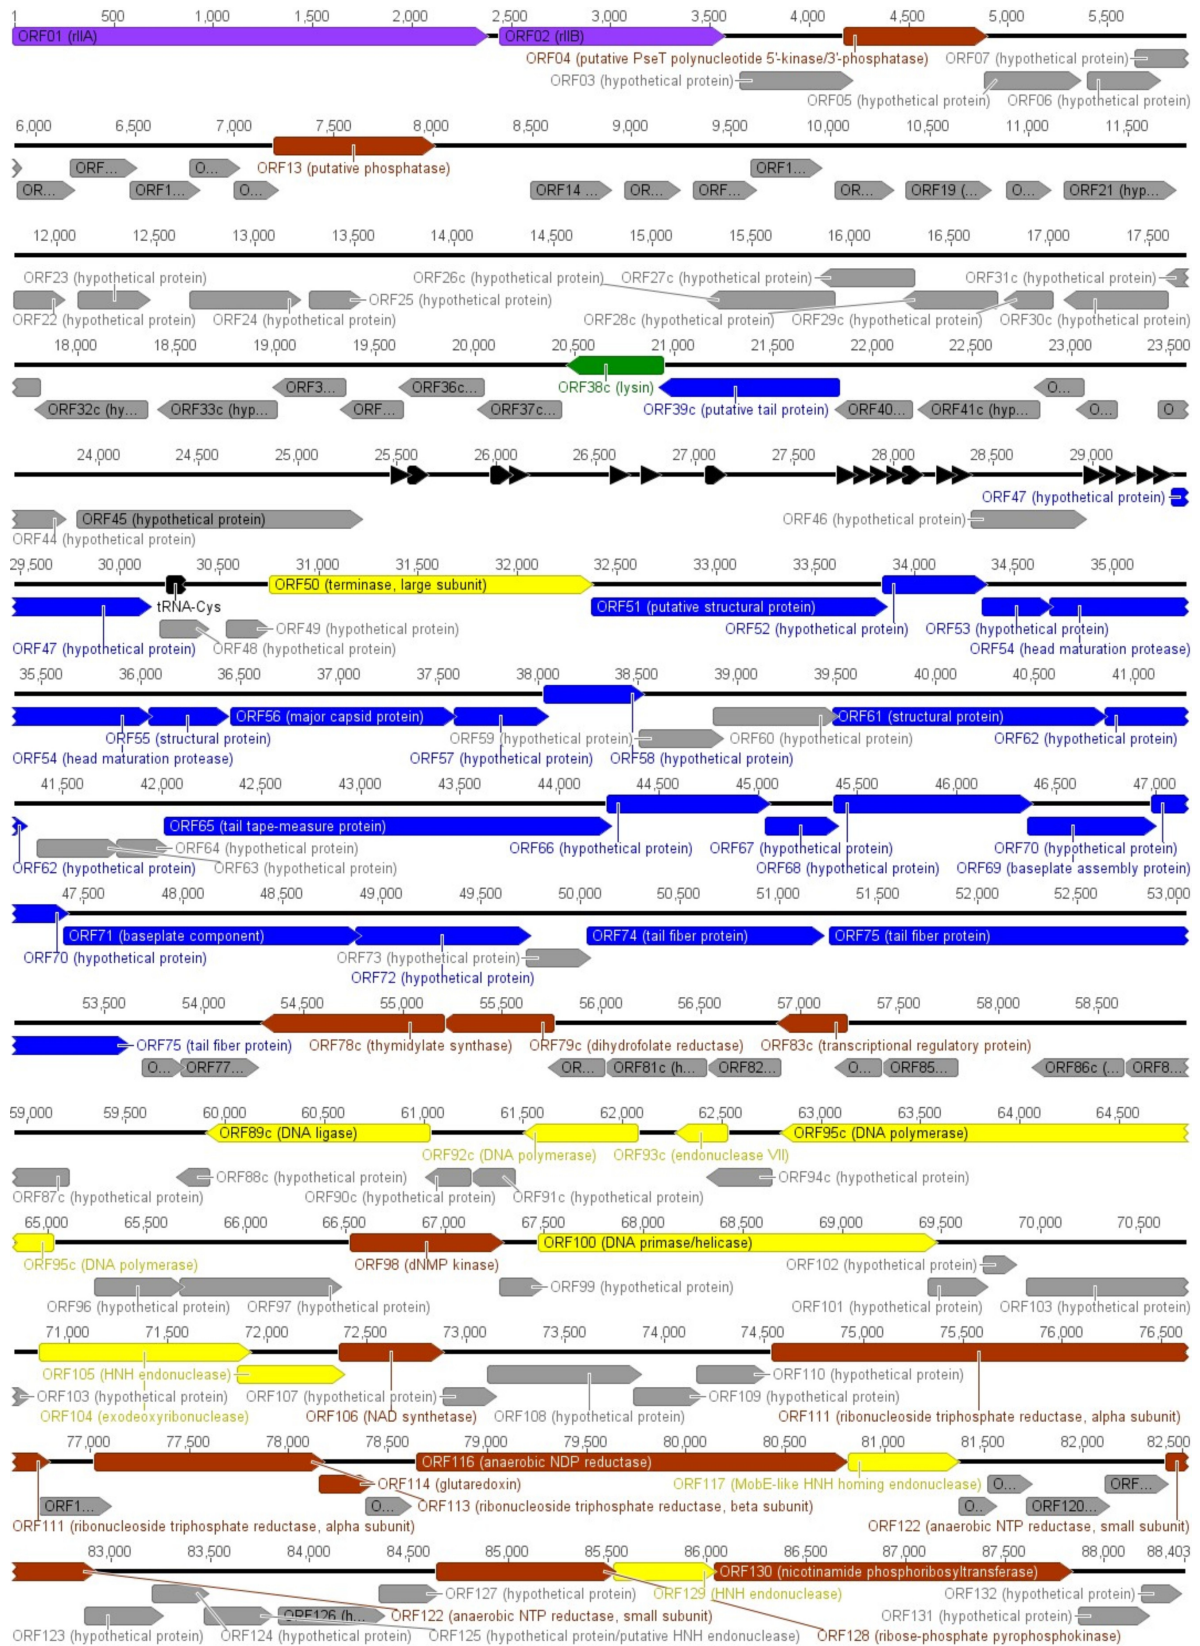 1 500 1,000 1,500 2,000 2,500 3,000 3,500 4,000 4,500 5,000 5,500
ORF01 (rIIA) ORF02 (rIIB)
ORF04 (putative PseT polynucleotide 5'-kinase/3'-phosphatase) ORF07 (hypothetical protein)
ORF03 (hypothetical protein)
ORF05 (hypothetical protein) ORF06 (hypothetical protein)
6,000 6,500 7,000 7,500 8,000 8,500 9,000 9,500 10,000 10,500 11,000 11,500
ORF... O... ORF13 (putative phosphatase) ORF1...
OR... ORF1... O... ORF14 ... OR... ORF... OR... ORF19 (... O... ORF21 (hyp...
12,000 12,500 13,000 13,500 14,000 14,500 15,000 15,500 16,000 16,500 17,000 17,500
ORF23 (hypothetical protein) ORF26c (hypothetical protein) ORF27c (hypothetical protein) ORF31c (hypothetical protein)
ORF25 (hypothetical protein)
ORF22 (hypothetical protein) ORF24 (hypothetical protein) ORF28c (hypothetical protein) ORF29c (hypothetical protein) ORF30c (hypothetical protein)
18,000 18,500 19,000 19,500 20,000 20,500 21,000 21,500 22,000 22,500 23,000 23,500
ORF3... ORF36c... ORF38c (lysin) O...
ORF32c (hy... ORF33c (hyp... ORF... ORF37c... ORF39c (putative tail protein) ORF40... ORF41c (hyp... O... O
24,000 24,500 25,000 25,500 26,000 26,500 27,000 27,500 28,000 28,500 29,000
ORF47 (hypothetical protein)
ORF45 (hypothetical protein) ORF46 (hypothetical protein)
ORF44 (hypothetical protein)
29,500 30,000 30,500 31,000 31,500 32,000 32,500 33,000 33,500 34,000 34,500 35,000
ORF50 (terminase, large subunit)
tRNA-Cys ORF51 (putative structural protein)
ORF49 (hypothetical protein) ORF52 (hypothetical protein) ORF53 (hypothetical protein)
ORF47 (hypothetical protein) ORF48 (hypothetical protein) ORF54 (head maturation protease)
35,500 36,000 36,500 37,000 37,500 38,000 38,500 39,000 39,500 40,000 40,500 41,000
ORF56 (major capsid protein) ORF61 (structural protein)
ORF55 (structural protein) ORF59 (hypothetical protein) ORF60 (hypothetical protein) ORF62 (hypothetical protein)
ORF54 (head maturation protease) ORF57 (hypothetical protein) ORF58 (hypothetical protein)
41,500 42,000 42,500 43,000 43,500 44,000 44,500 45,000 45,500 46,000 46,500 47,000
ORF65 (tail tape-measure protein)
ORF64 (hypothetical protein) ORF66 (hypothetical protein) ORF67 (hypothetical protein) ORF70 (hypothetical protein)
ORF62 (hypothetical protein) ORF63 (hypothetical protein) ORF68 (hypothetical protein) ORF69 (baseplate assembly protein)
47,500 48,000 48,500 49,000 49,500 50,000 50,500 51,000 51,500 52,000 52,500 53,000
ORF71 (baseplate component) ORF74 (tail fiber protein) ORF75 (tail fiber protein)
ORF70 (hypothetical protein) ORF73 (hypothetical protein)
ORF72 (hypothetical protein)
53,500 54,000 54,500 55,000 55,500 56,000 56,500 57,000 57,500 58,000 58,500
ORF75 (tail fiber protein) ORF78c (thymidylate synthase) ORF79c (dihydrofolate reductase) ORF83c (transcriptional regulatory protein)
O... ORF77... OR... ORF81c (h... ORF82... O... ORF85... ORF86c (... ORF8...
59,000 59,500 60,000 60,500 61,000 61,500 62,000 62,500 63,000 63,500 64,000 64,500
ORF89c (DNA ligase) ORF95c (DNA polymerase)
ORF92c (DNA polymerase) ORF93c (endonuclease VII)
ORF88c (hypothetical protein) ORF94c (hypothetical protein)
ORF87c (hypothetical protein) ORF90c (hypothetical protein) ORF91c (hypothetical protein)
65,000 65,500 66,000 66,500 67,000 67,500 68,000 68,500 69,000 69,500 70,000 70,500
ORF100 (DNA primase/helicase)
ORF95c (DNA polymerase) ORF98 (dNMP kinase) ORF102 (hypothetical protein)
ORF99 (hypothetical protein)
ORF96 (hypothetical protein) ORF97 (hypothetical protein) ORF101 (hypothetical protein) ORF103 (hypothetical protein)
71,000 71,500 72,000 72,500 73,000 73,500 74,000 74,500 75,000 75,500 76,000 76,500
ORF105 (HNH endonuclease) ORF110 (hypothetical protein)
ORF103 (hypothetical protein) ORF107 (hypothetical protein) ORF109 (hypothetical protein)
ORF104 (exodeoxyribonuclease) ORF106 (NAD synthetase) ORF108 (hypothetical protein) ORF111 (ribonucleoside triphosphate reductase, alpha subunit)
77,000 77,500 78,000 78,500 79,000 79,500 80,000 80,500 81,000 81,500 82,000 82,500
ORF116 (anaerobic NDP reductase)
ORF114 (glutaredoxin) ORF117 (MobE-like HNH homing endonuclease) O... ORF...
ORF1... O... ORF113 (ribonucleoside triphosphate reductase, beta subunit) O... ORF120...
ORF111 (ribonucleoside triphosphate reductase, alpha subunit) ORF122 (anaerobic NTP reductase, small subunit)
83,000 83,500 84,000 84,500 85,000 85,500 86,000 86,500 87,000 87,500 88,000 88,403
ORF130 (nicotinamide phosphoribosyltransferase)
ORF127 (hypothetical protein) ORF129 (HNH endonuclease) ORF132 (hypothetical protein)
ORF126 (h... ORF122 (anaerobic NTP reductase, small subunit) ORF131 (hypothetical protein)
ORF123 (hypothetical protein) ORF124 (hypothetical protein) ORF125 (hypothetical protein/putative HNH endonuclease) ORF128 (ribose-phosphate pyrophosphokinase)